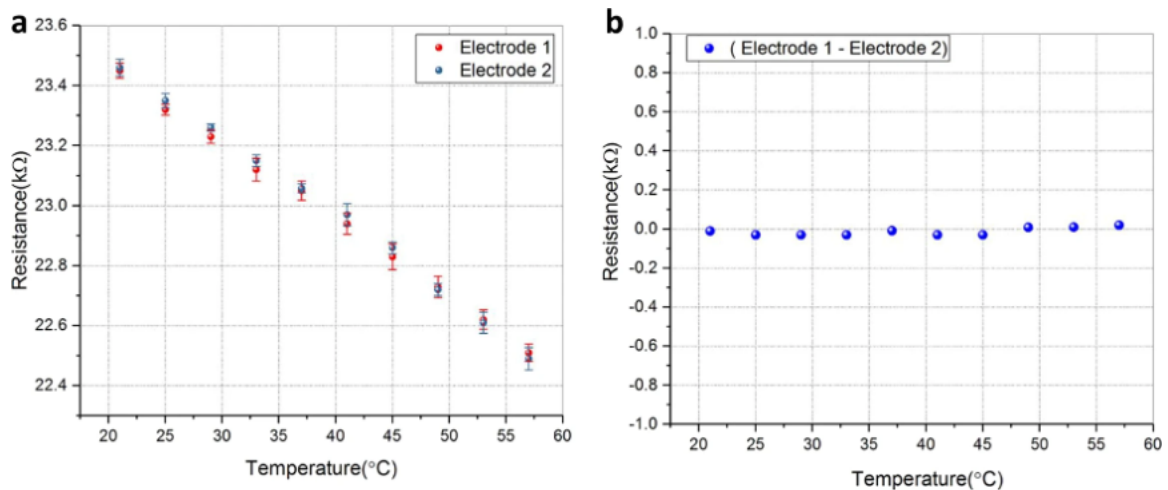 a
23.6
23.4
23.2
23.0
22.8
22.6
22.4
Resistance(kΩ)
Electrode 1
Electrode 2
20 25 30 35 40 45 50 55 60
Temperature(°C)
b
1.0
0.8
0.6
0.4
0.2
0.0
-0.2
-0.4
-0.6
-0.8
-1.0
Resistance(kΩ)
( Electrode 1 - Electrode 2)
20 25 30 35 40 45 50 55 60
Temperature(°C)